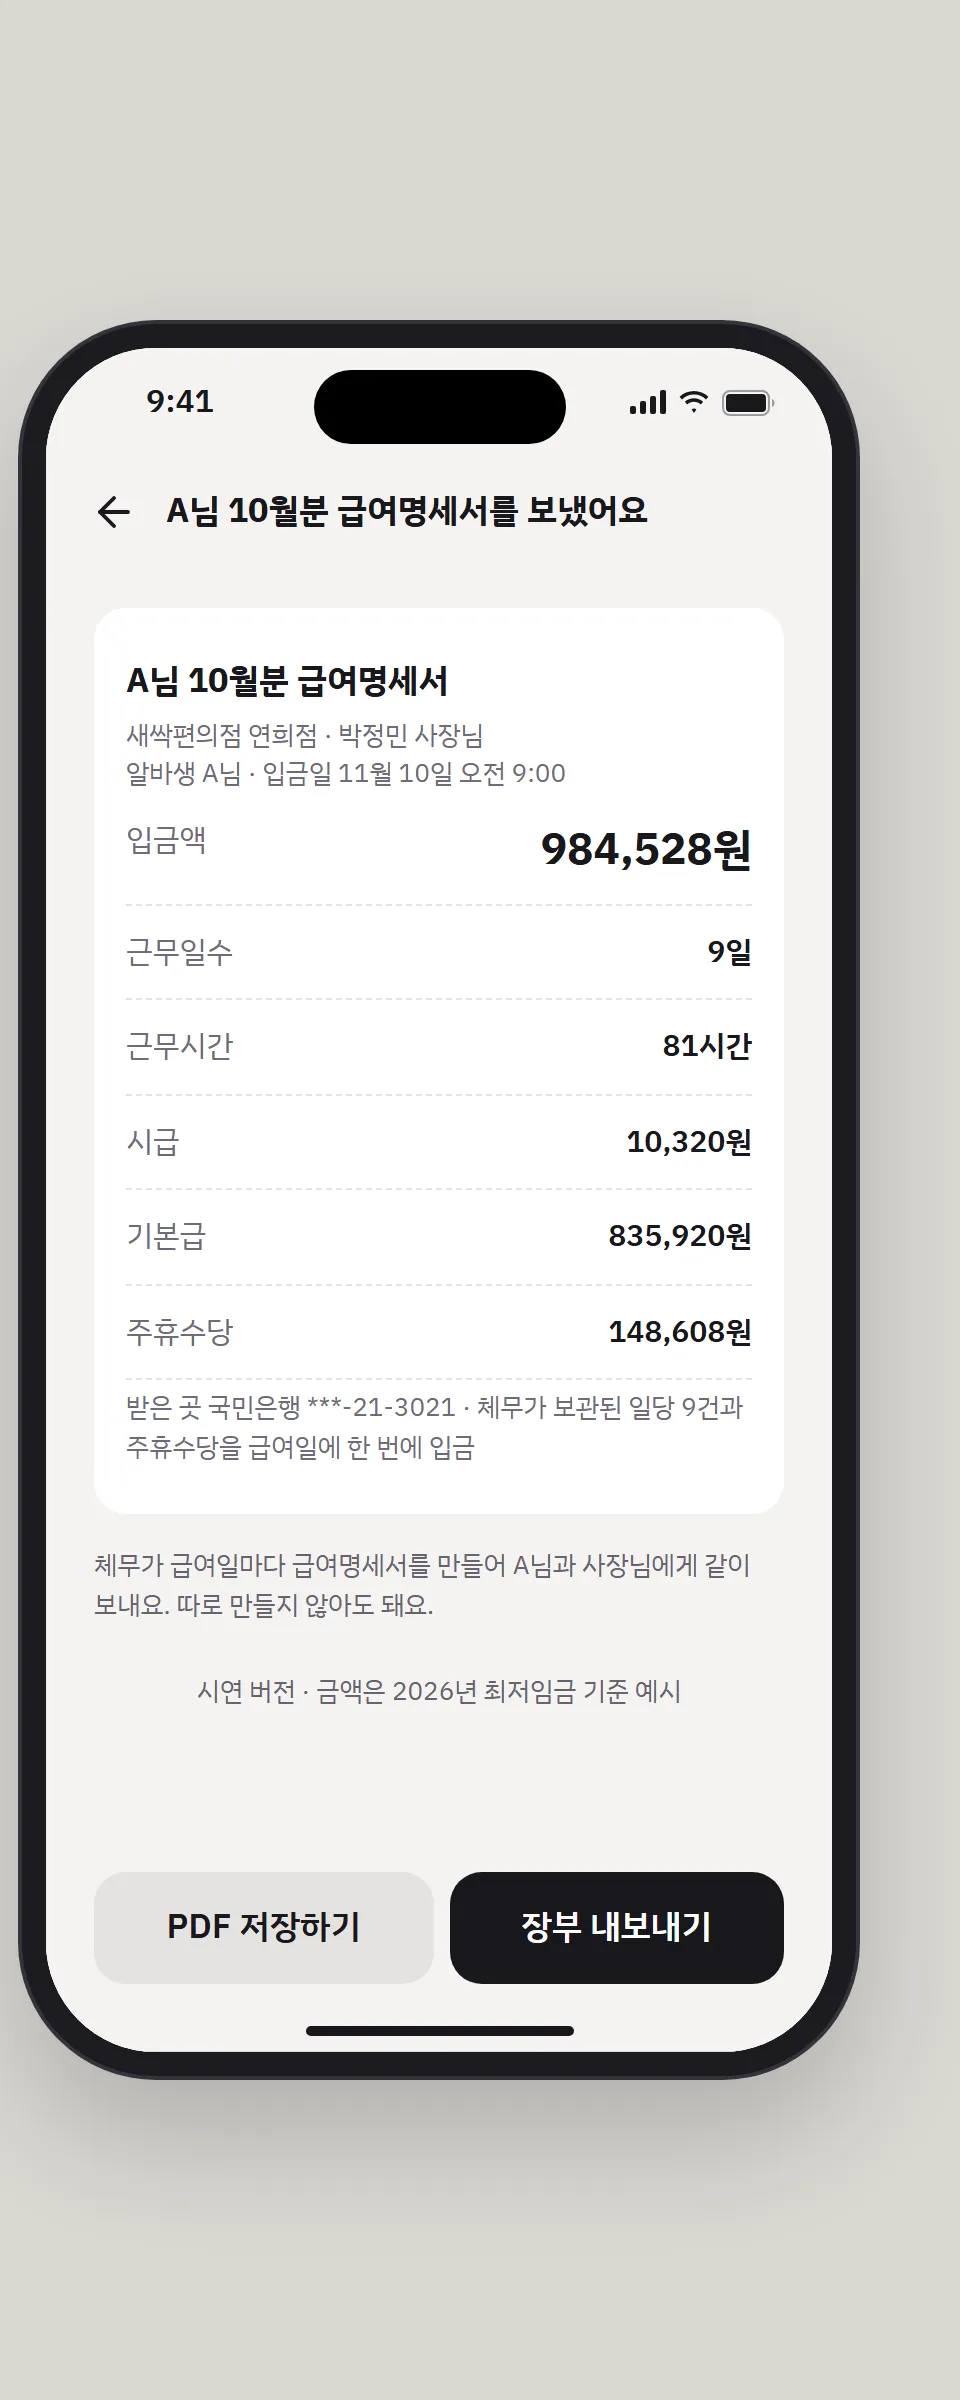 9:41
A님 10월분 급여명세서를 보냈어요
A님 10월분 급여명세서
새싹편의점 연희점 · 박정민 사장님
알바생 A님 · 입금일 11월 10일 오전 9:00
입금액 984,528원
근무일수 9일
근무시간 81시간
시급 10,320원
기본급 835,920원
주휴수당 148,608원
받은 곳 국민은행 ***-21-3021 · 체무가 보관된 일당 9건과
주휴수당을 급여일에 한 번에 입금
체무가 급여일마다 급여명세서를 만들어 A님과 사장님에게 같이
보내요. 따로 만들지 않아도 돼요.
시연 버전 · 금액은 2026년 최저임금 기준 예시
PDF 저장하기 장부 내보내기